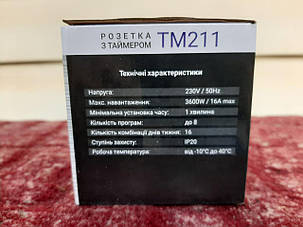 РОЗЕТКА
З ТАЙМЕРОМ TM211
Технічні характеристики
Напруга: 230V / 50Hz
Макс. навантаження: 3600W / 16A max
Мінімальна установка часу: 1 хвилина
Кількість програм: до 8
Кількість комбінацій днів тижня: 16
Ступінь захисту: IP20
Робоча температура: від -10°C до 40°C